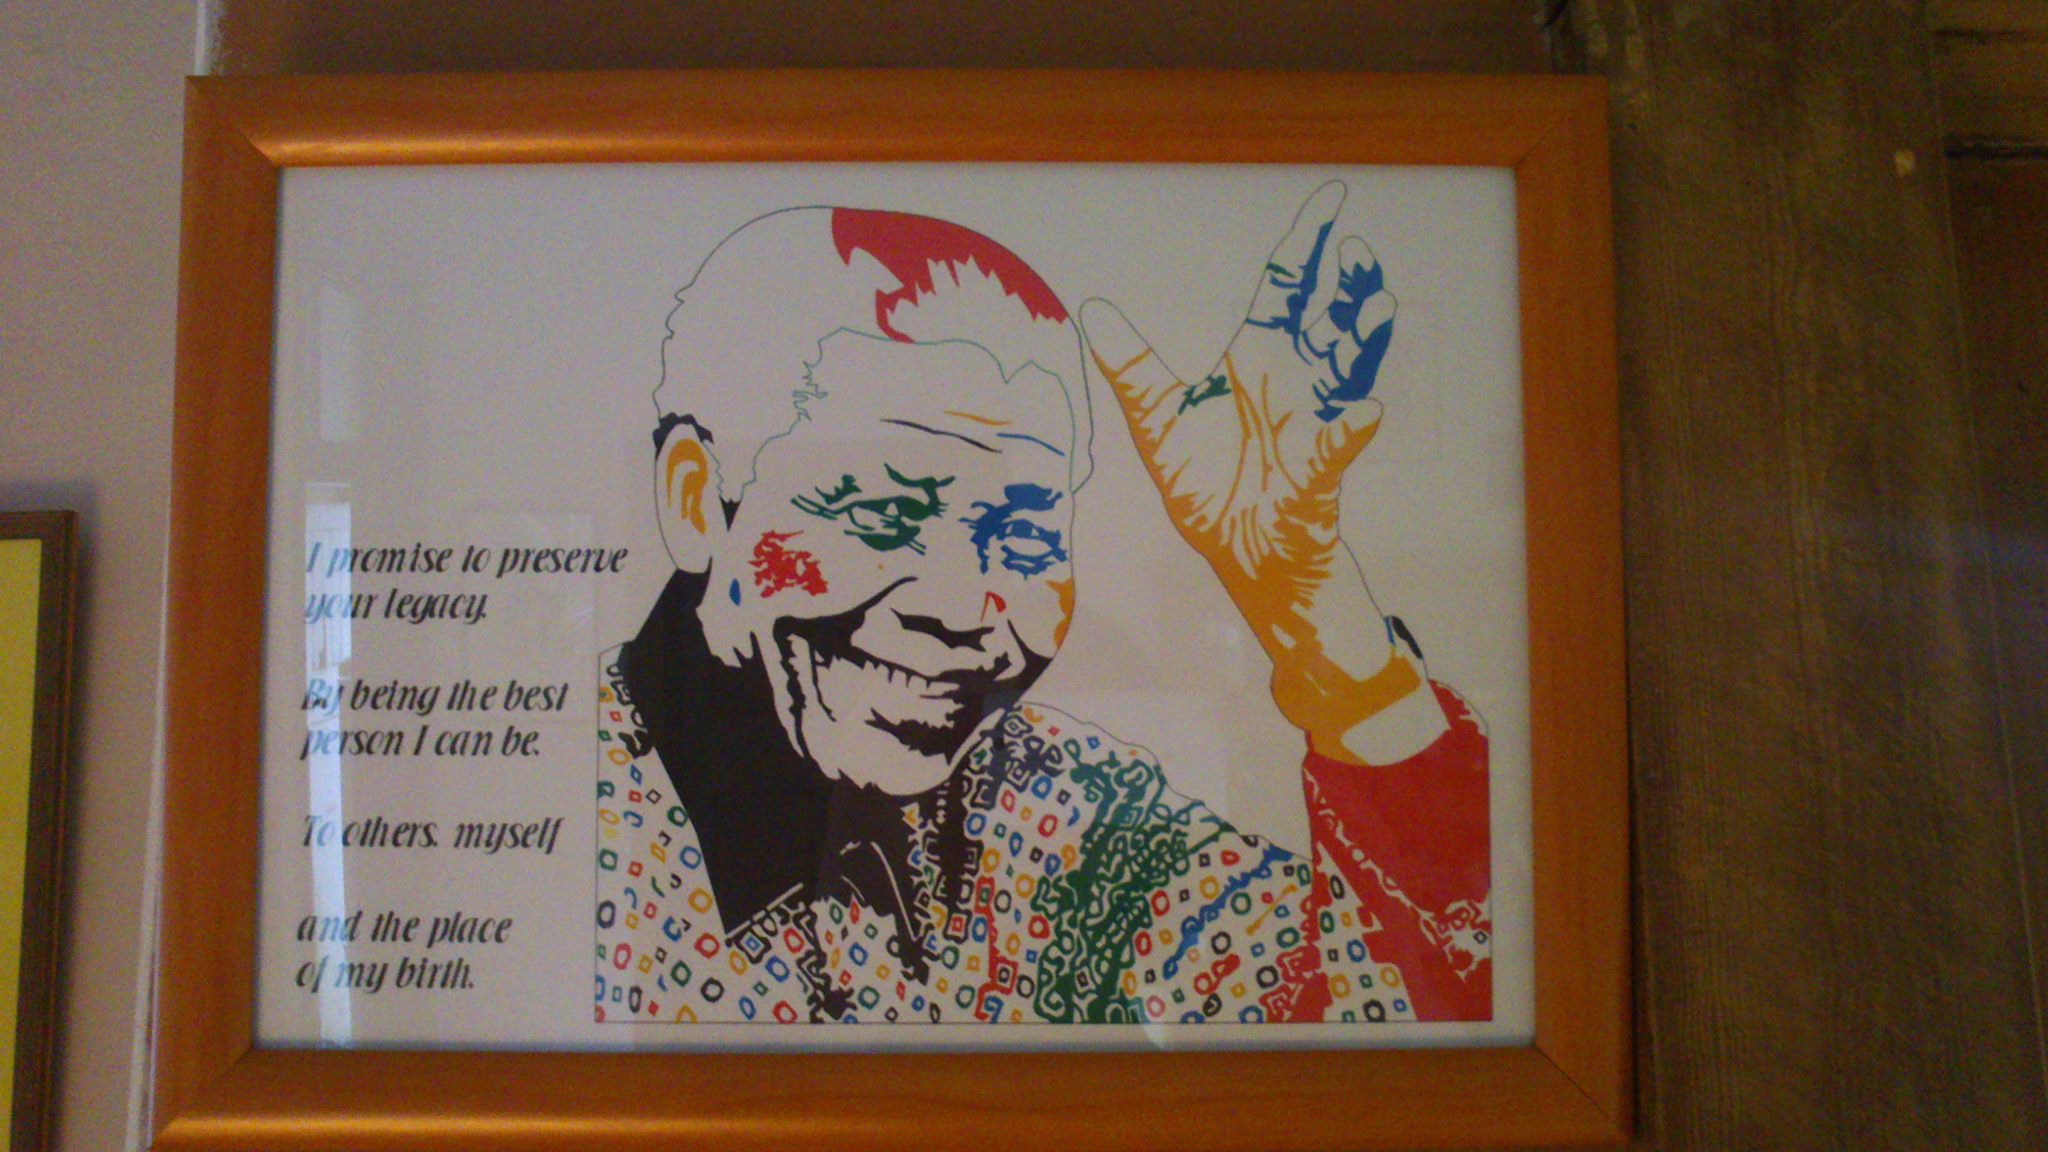 I promise to preserve
your legacy.
By being the best
person I can be.
To others, myself
and the place
of my birth.